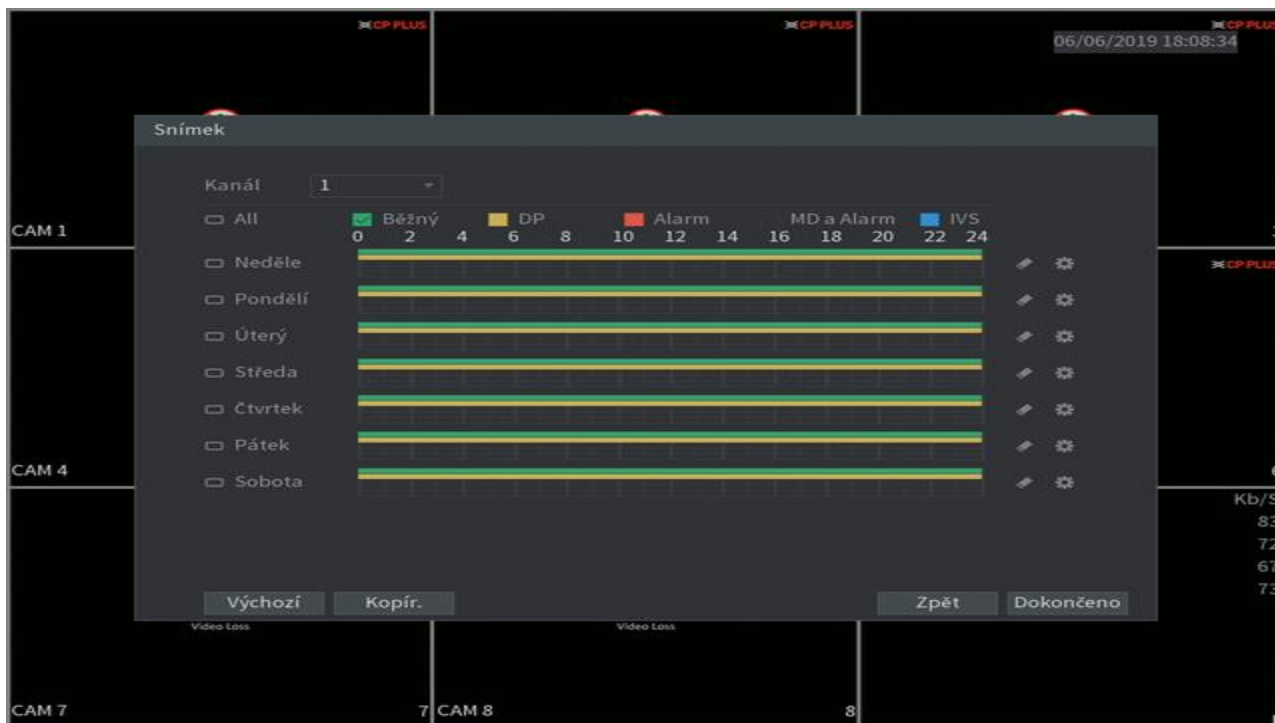 CP PLUS
CP PLUS
CP PLUS
06/06/2019 18:08:34
Snímek
Kanál 1
All Běžný DP Alarm MD a Alarm IVS
0 2 4 6 8 10 12 14 16 18 20 22 24
CAM 1
Neděle
CP PLUS
Pondělí
Úterý
Středa
Čtvrtek
Pátek
CAM 4
Sobota
Kb/S
83
72
67
73
Výchozí Kopír. Zpět Dokončeno
Video Loss Video Loss
CAM 7 7 CAM 8 8